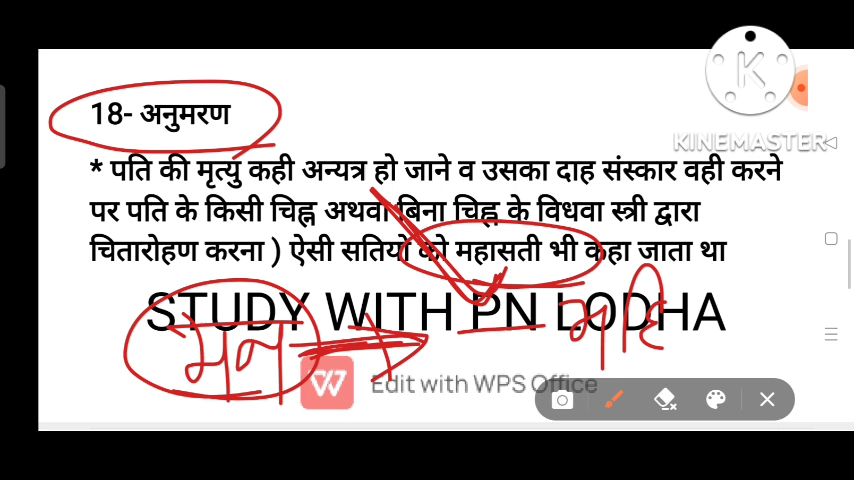 KINEMASTER
18- अनुमरण
* पति की मृत्यु कही अन्यत्र हो जाने व उसका दाह संस्कार वही करने
पर पति के किसी चिह्न अथवा बिना चिह्न के विधवा स्त्री द्वारा
चितारोहण करना ) ऐसी सतियो को महासती भी कहा जाता था
STUDY WITH PN LODHA
Edit with WPS Office